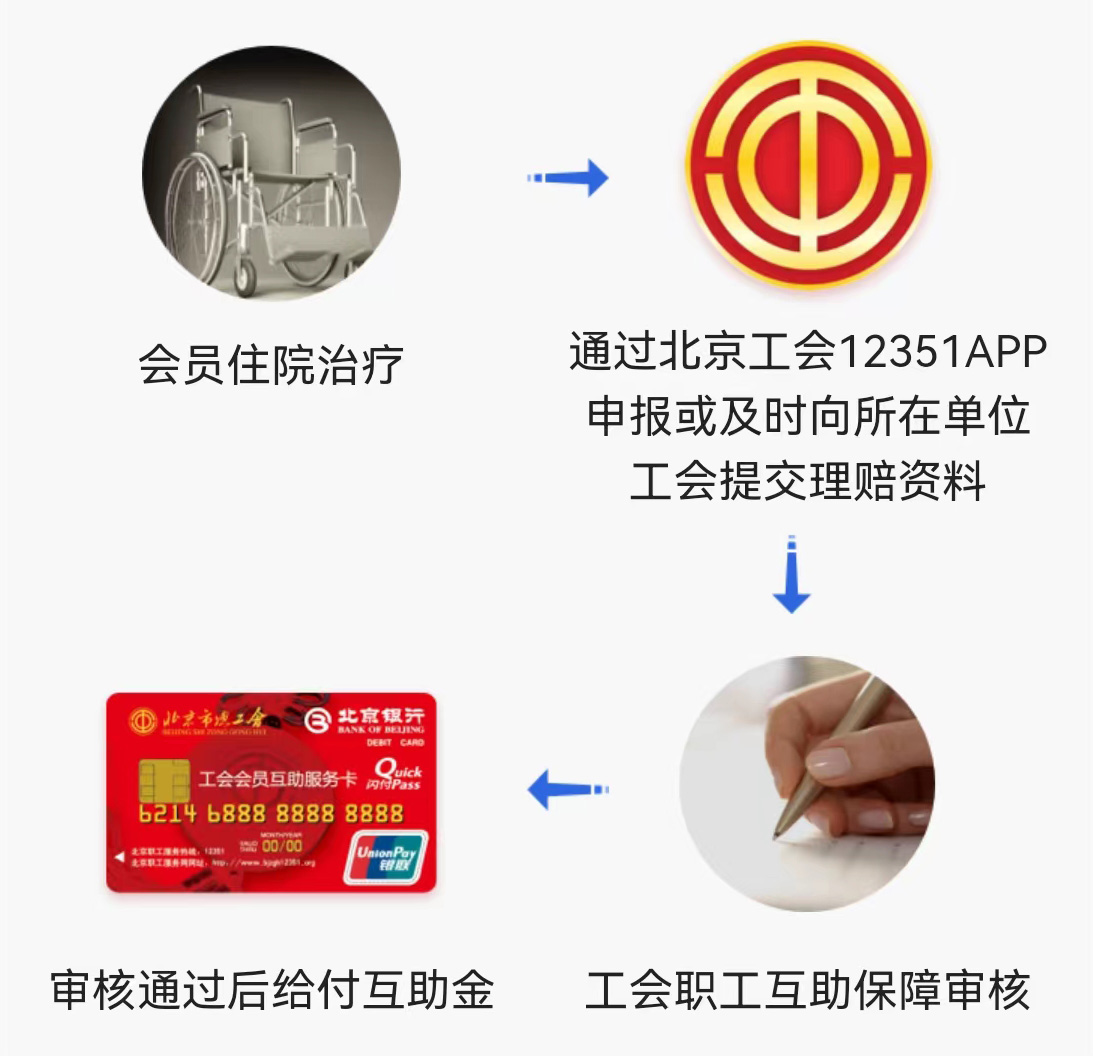 会员住院治疗
通过北京工会12351APP
申报或及时向所在单位
工会提交理赔资料
北京市总工会
BEIJING SHI ZONG GONG HUI
北京银行
BANK OF BEIJING
DEBIT CARD
工会会员互助服务卡
Quick
闪付Pass
6214 6888 8888 8888
MONTH/YEAR
VALID
THRU
00/00
北京职工服务热线：12351
北京职工服务网网址：http://www.bjzgh12351.org
UnionPay
银联
审核通过后给付互助金
工会职工互助保障审核